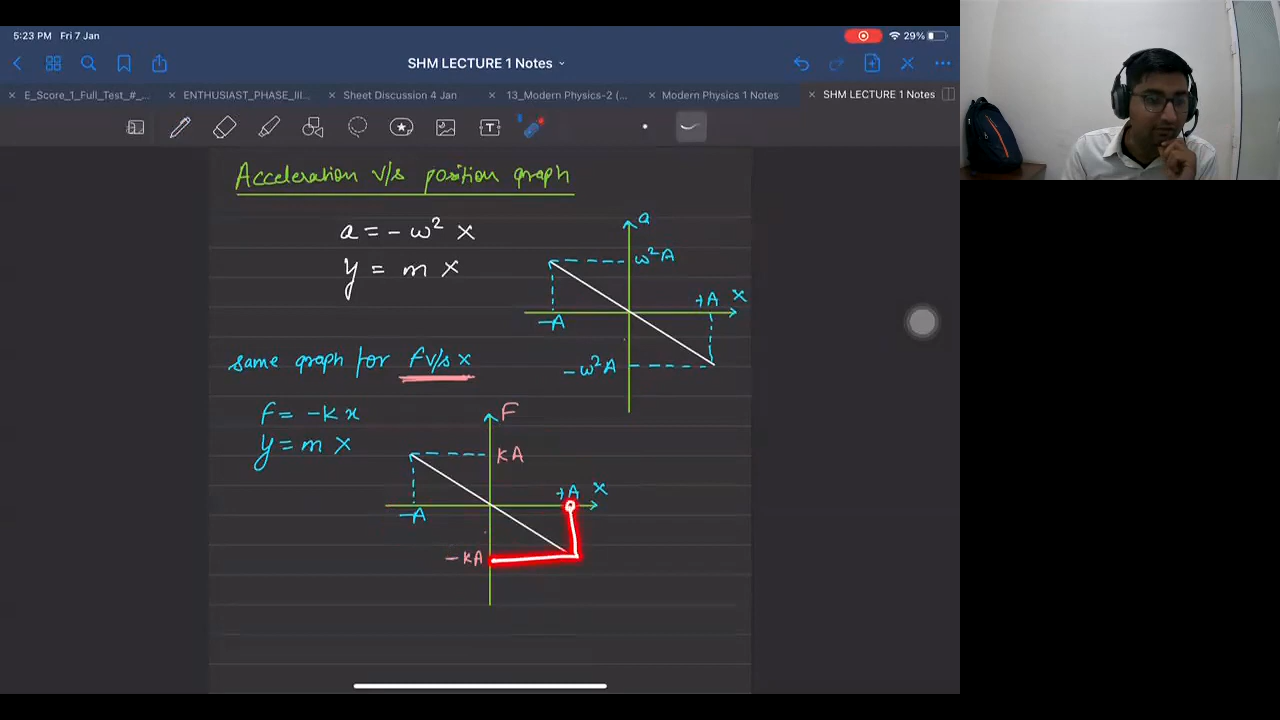 5:23 PM Fri 7 Jan
29%
SHM LECTURE 1 Notes
E_Score_1_Full_Test_#_...
ENTHUSIAST_PHASE_III...
Sheet Discussion 4 Jan
13_Modern Physics-2 (...
Modern Physics 1 Notes
SHM LECTURE 1 Notes
T
Acceleration v/s position graph
a = - ω² x
y = m x
a
ω²A
+A x
-A
-ω²A
same graph for F v/s x
F = -K x
y = m x
F
KA
+A x
-A
-KA